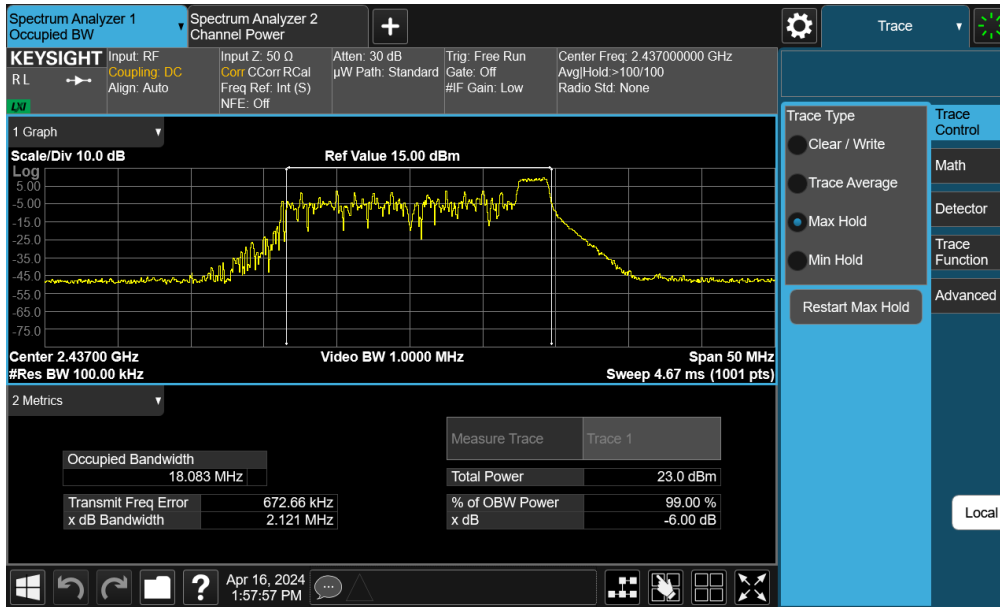 Spectrum Analyzer 1
Occupied BW
Spectrum Analyzer 2
Channel Power
+
Trace
KEYSIGHT
R L
LXI
Input: RF
Coupling: DC
Align: Auto
Input Z: 50 Ω
Corr CCorr RCal
Freq Ref: Int (S)
NFE: Off
Atten: 30 dB
µW Path: Standard
Trig: Free Run
Gate: Off
#IF Gain: Low
Center Freq: 2.437000000 GHz
Avg|Hold:>100/100
Radio Std: None
1 Graph
Scale/Div 10.0 dB
Ref Value 15.00 dBm
Log
5.00
-5.00
-15.0
-25.0
-35.0
-45.0
-55.0
-65.0
-75.0
Center 2.43700 GHz
#Res BW 100.00 kHz
Video BW 1.0000 MHz
Span 50 MHz
Sweep 4.67 ms (1001 pts)
2 Metrics
Measure Trace
Trace 1
Occupied Bandwidth
18.083 MHz
Total Power
23.0 dBm
Transmit Freq Error
672.66 kHz
% of OBW Power
99.00 %
x dB Bandwidth
2.121 MHz
x dB
-6.00 dB
Trace Type
Clear / Write
Trace Average
Max Hold
Min Hold
Restart Max Hold
Trace
Control
Math
Detector
Trace
Function
Advanced
Local
?
Apr 16, 2024
1:57:57 PM